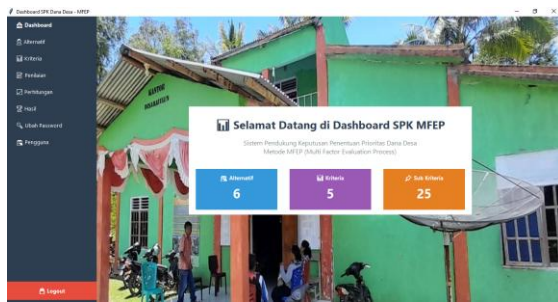 Dashboard SPK Dana Desa - MFEP
Dashboard
Alternatif
Kriteria
Penilaian
Perhitungan
Hasil
Ubah Password
Pengguna
Logout
KANTOR
Selamat Datang di Dashboard SPK MFEP
Sistem Pendukung Keputusan Penentuan Prioritas Dana Desa
Metode MFEP (Multi Factor Evaluation Process)
Alternatif
6
Kriteria
5
Sub Kriteria
25